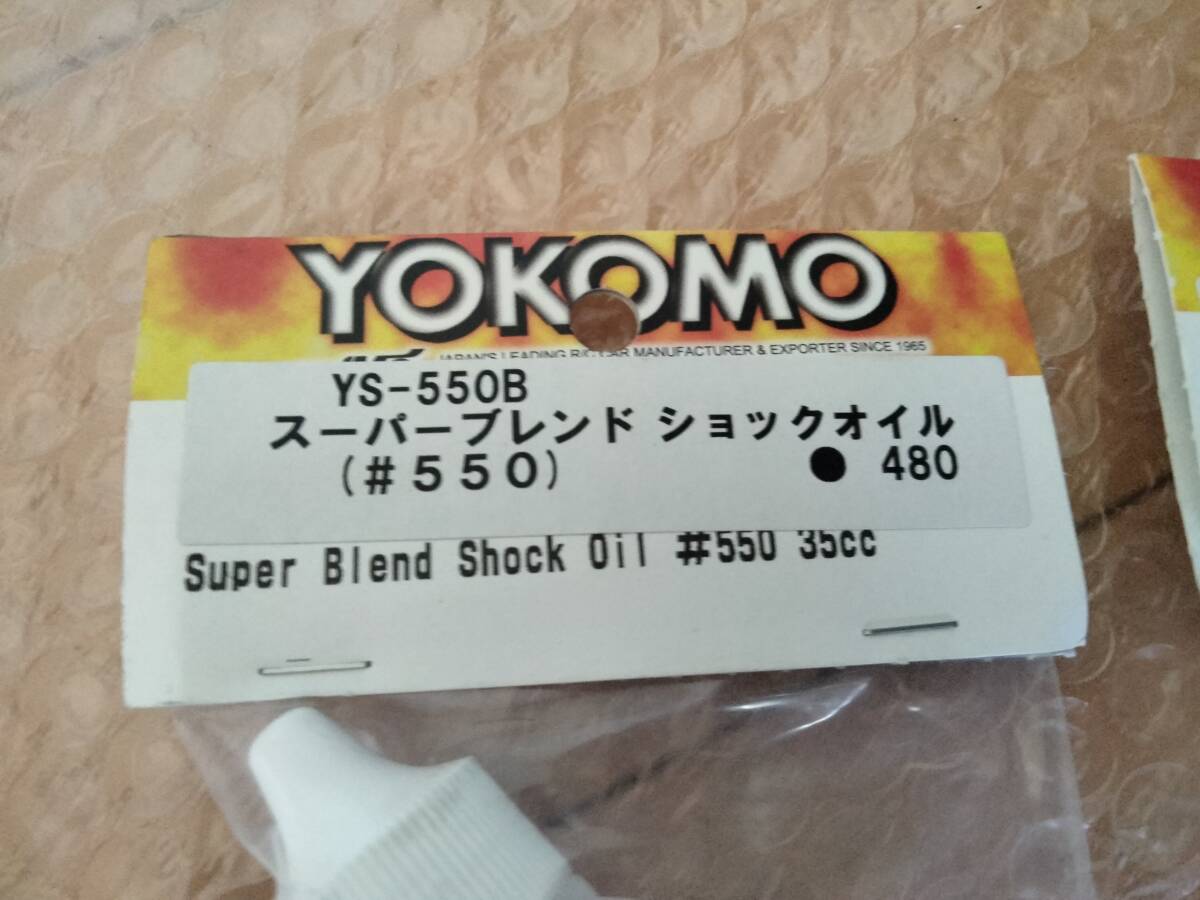 YOKOMO
JAPAN'S LEADING R/C CAR MANUFACTURER & EXPORTER SINCE 1965
YS-550B
スーパーブレンド ショックオイル
(#550) ● 480
Super Blend Shock Oil #550 35cc